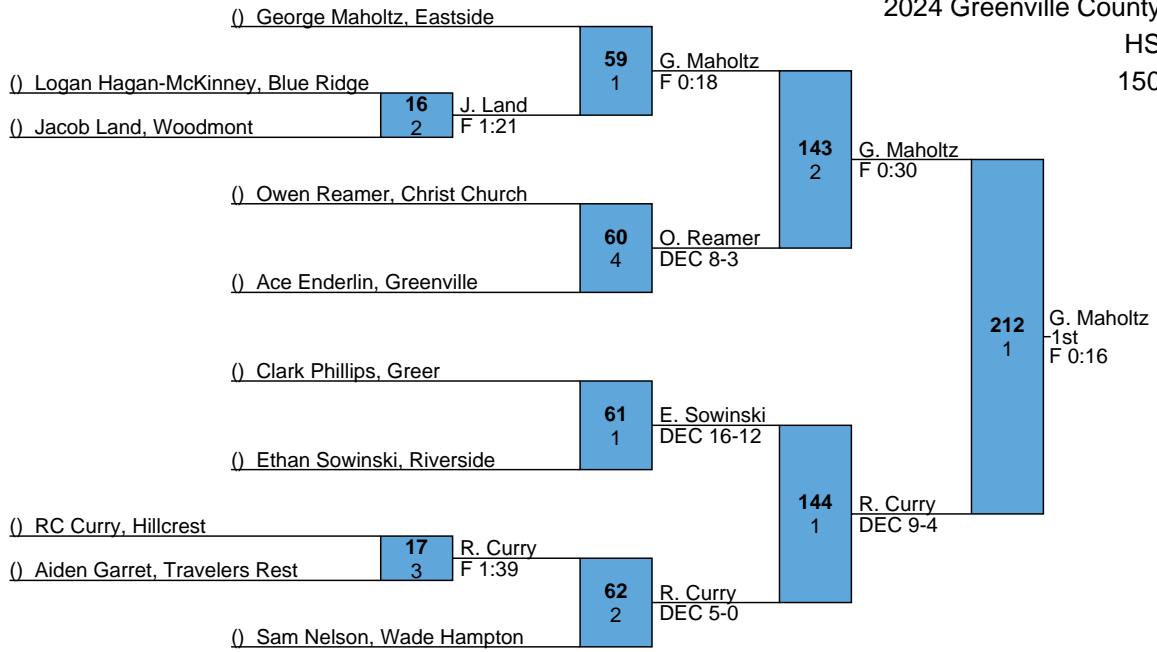 2024 Greenville County
HS
150
() George Maholtz, Eastside
59
1
G. Maholtz
F 0:18
() Logan Hagan-McKinney, Blue Ridge
16
2
J. Land
F 1:21
() Jacob Land, Woodmont
143
2
G. Maholtz
F 0:30
() Owen Reamer, Christ Church
60
4
O. Reamer
DEC 8-3
() Ace Enderlin, Greenville
212
1
G. Maholtz
1st
F 0:16
() Clark Phillips, Greer
61
1
E. Sowinski
DEC 16-12
() Ethan Sowinski, Riverside
144
1
R. Curry
DEC 9-4
() RC Curry, Hillcrest
17
3
R. Curry
F 1:39
() Aiden Garret, Travelers Rest
62
2
R. Curry
DEC 5-0
() Sam Nelson, Wade Hampton